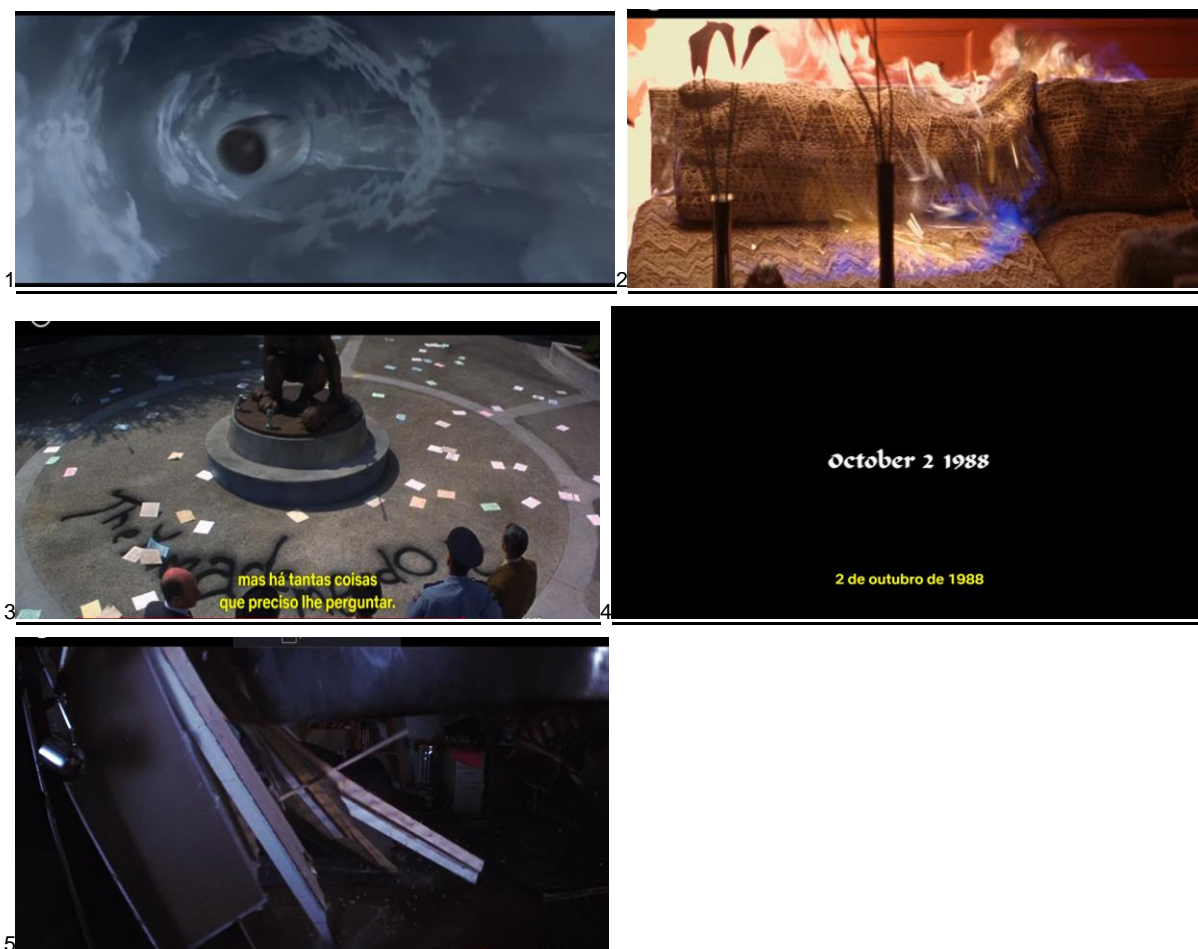 1
2
The
mas há tantas coisas
que preciso lhe perguntar.
3
October 2 1988
2 de outubro de 1988
4
5